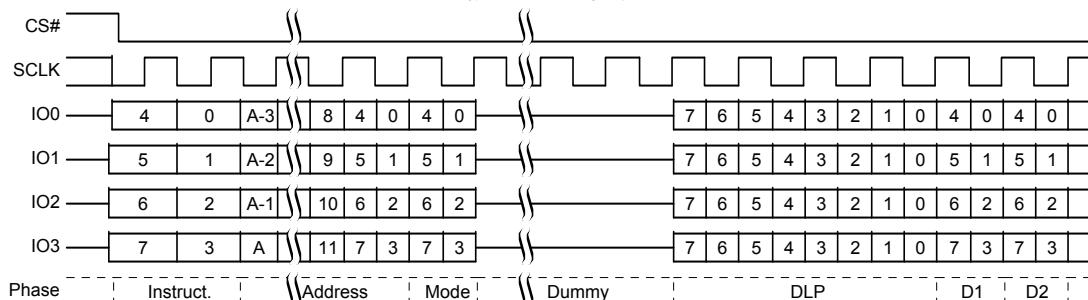 CS#
SCLK
IO0 4 0 A-3 8 4 0 4 0 7 6 5 4 3 2 1 0 4 0 4 0
IO1 5 1 A-2 9 5 1 5 1 7 6 5 4 3 2 1 0 5 1 5 1
IO2 6 2 A-1 10 6 2 6 2 7 6 5 4 3 2 1 0 6 2 6 2
IO3 7 3 A 11 7 3 7 3 7 6 5 4 3 2 1 0 7 3 7 3
Phase Instruct. Address Mode Dummy DLP D1 D2